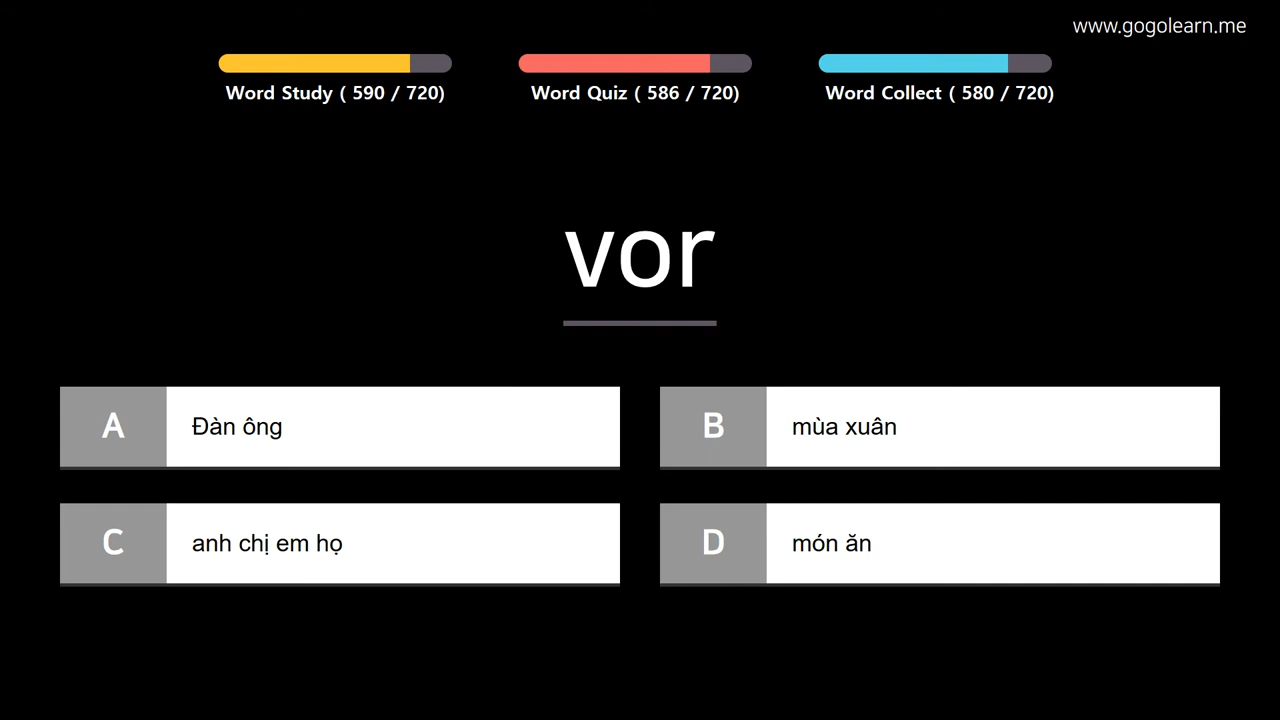 www.gogolearn.me
Word Study ( 590 / 720)
Word Quiz ( 586 / 720)
Word Collect ( 580 / 720)
vor
A Đàn ông
B mùa xuân
C anh chị em họ
D món ăn